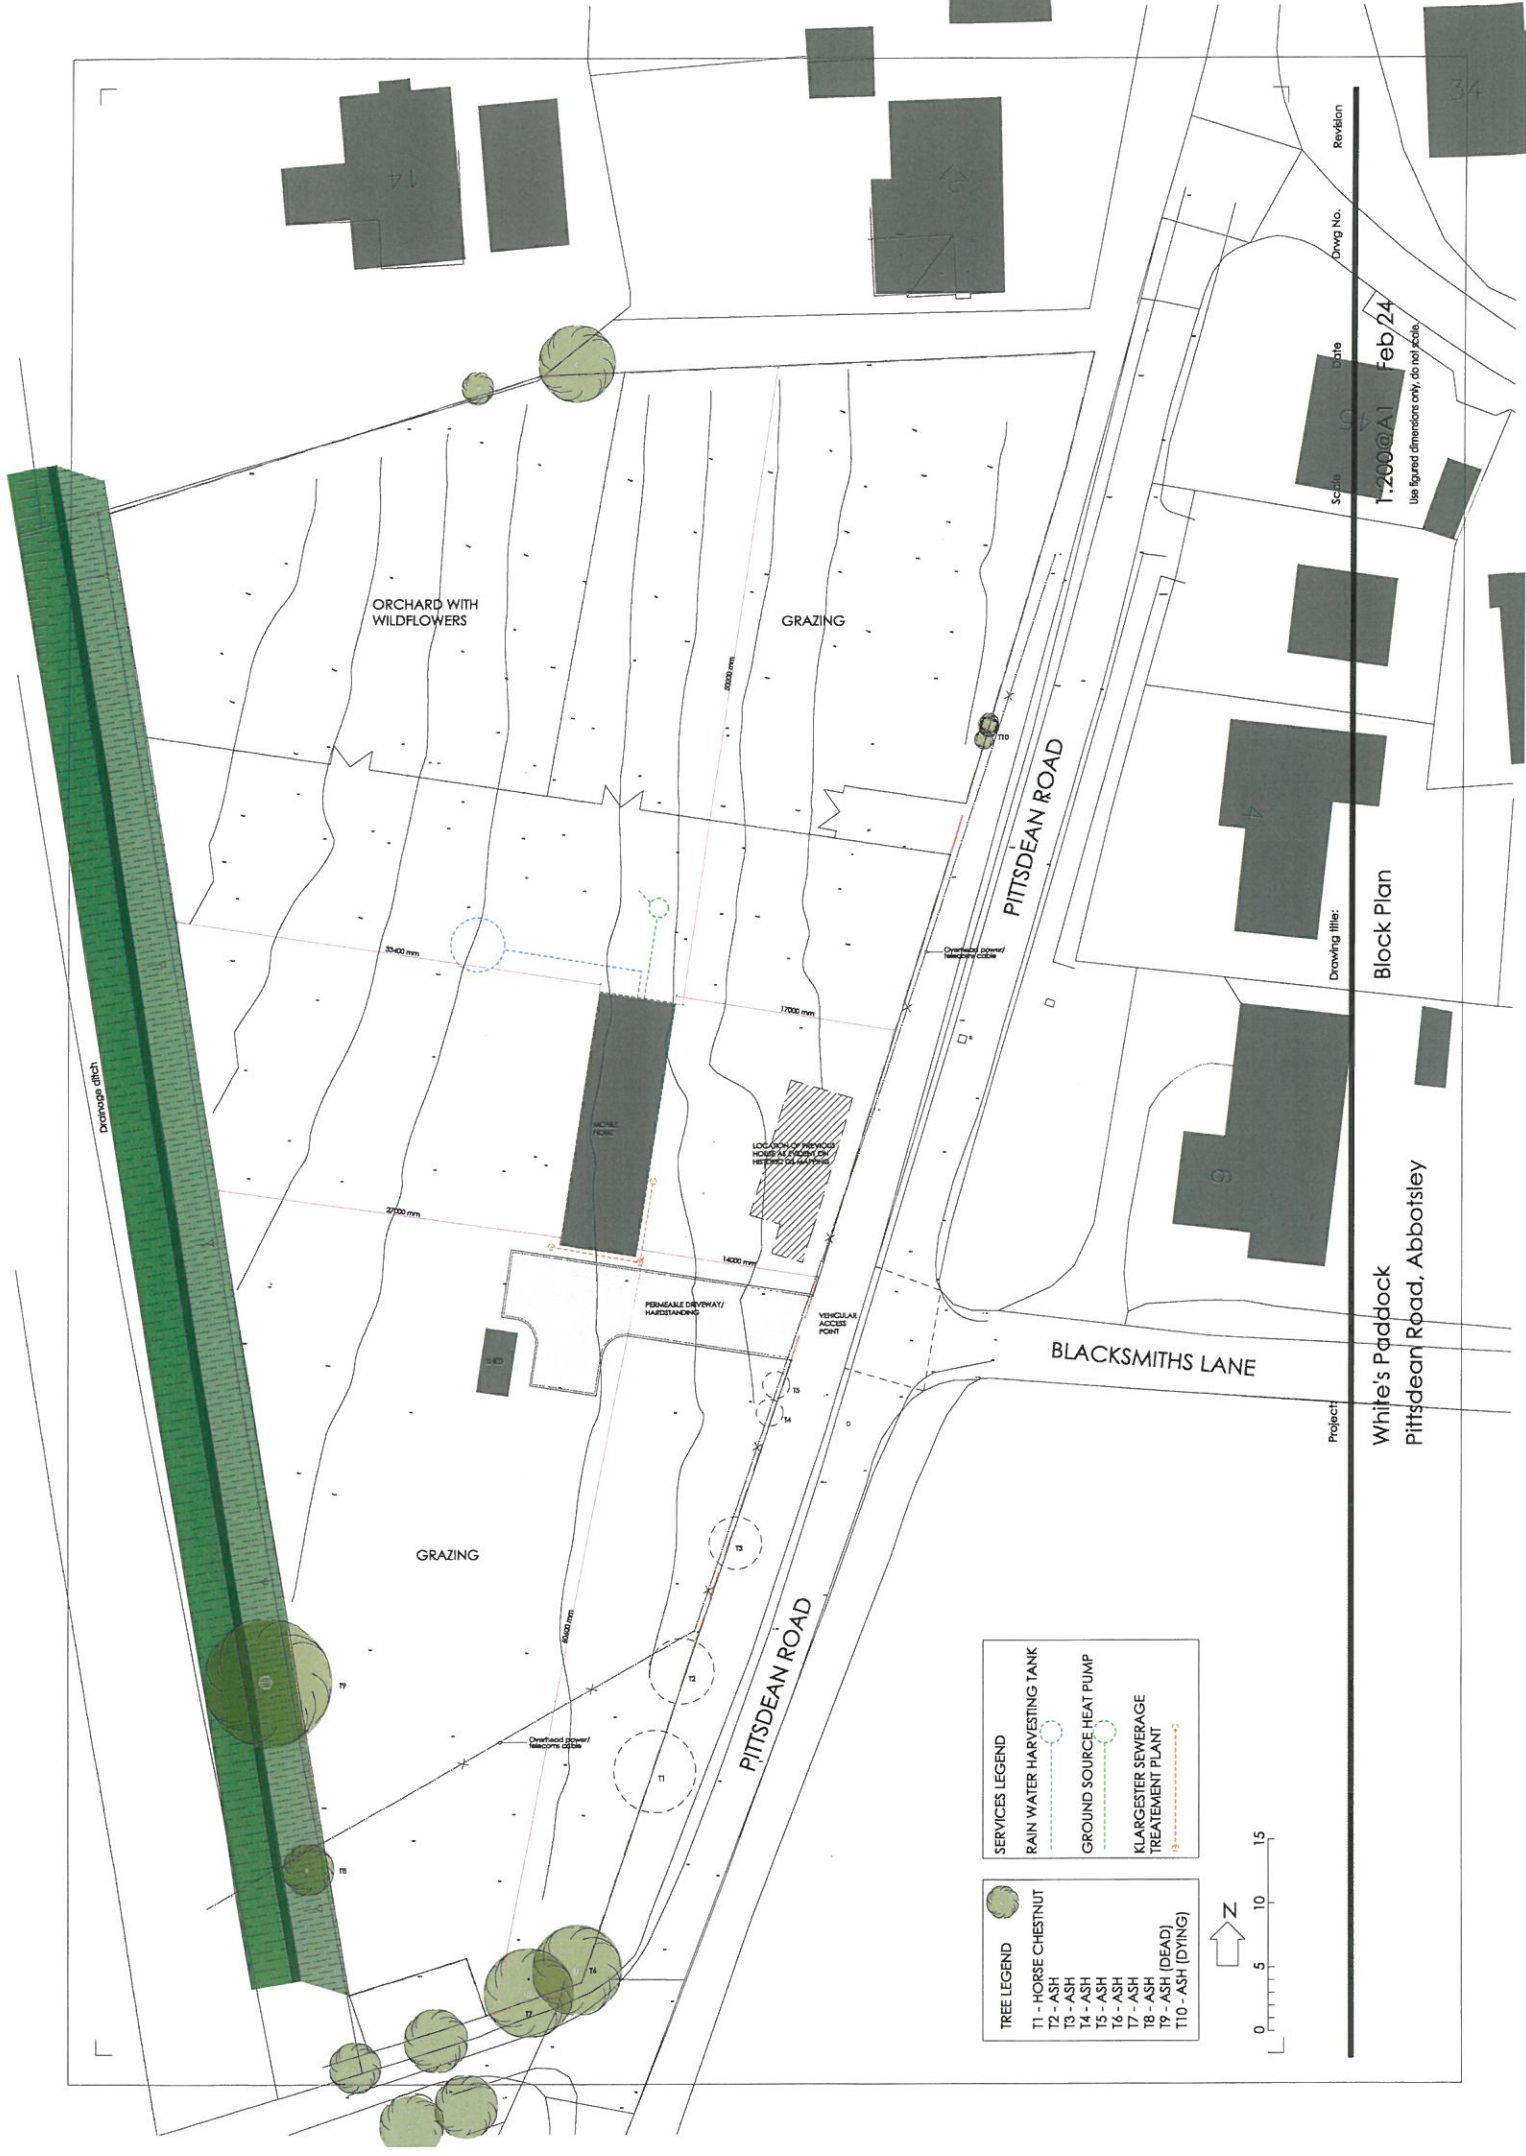 Drainage ditch
14
34
45
4
6
ORCHARD WITH
WILDFLOWERS
GRAZING
50000 mm
T10
PITTSDEAN ROAD
Overhead power/
telecoms cable
33400 mm
17000 mm
MOBILE
HOME
LOCATION OF PREVIOUS
HOUSE AS EVIDENT ON
HISTORIC OS MAPPING
27000 mm
14000 mm
PERMEABLE DRIVEWAY/
HARDSTANDING
VEHICULAR
ACCESS
POINT
SHED
T5
T4
T3
T2
T1
BLACKSMITHS LANE
GRAZING
T9
Overhead power/
telecoms cable
T8
T7
T6
PITTSDEAN ROAD
SERVICES LEGEND
RAIN WATER HARVESTING TANK
GROUND SOURCE HEAT PUMP
KLARGESTER SEWERAGE
TREATEMENT PLANT
TREE LEGEND
T1 - HORSE CHESTNUT
T2 - ASH
T3 - ASH
T4 - ASH
T5 - ASH
T6 - ASH
T7 - ASH
T8 - ASH
T9 - ASH (DEAD)
T10 - ASH (DYING)
N
0 5 10 15
Project:
White's Paddock
Pittsdean Road, Abbotsley
Drawing title:
Block Plan
Scale
1:200@A1
Date
Feb 24
Drwg No.
Revision
Use figured dimensions only, do not scale.